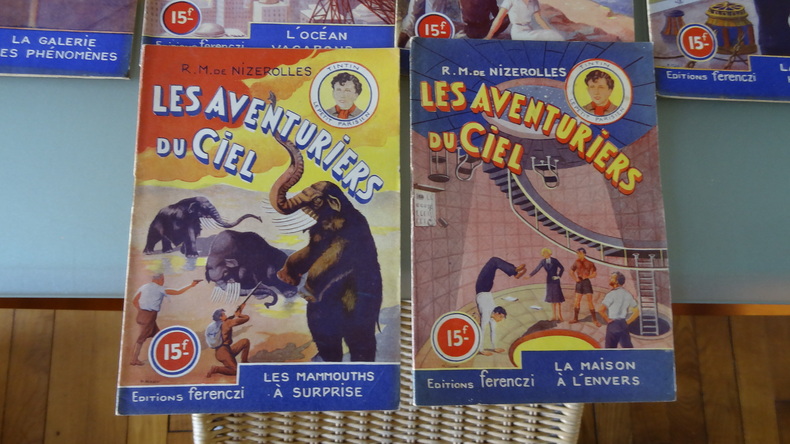 15f
LA GALERIE
DES PHÉNOMÈNES
15f
EDITIONS ferenczi
L'OCÉAN
VAGABOND
15f
15f
EDITIONS ferenczi
R.M. DE NIZEROLLES
TINTIN
LE PETIT PARISIEN
LES AVENTURIERS
DU CIEL
15f
EDITIONS ferenczi
LES MAMMOUTHS
À SURPRISE
R.M. DE NIZEROLLES
TINTIN
LE PETIT PARISIEN
LES AVENTURIERS
DU CIEL
15f
EDITIONS ferenczi
LA MAISON
À L'ENVERS